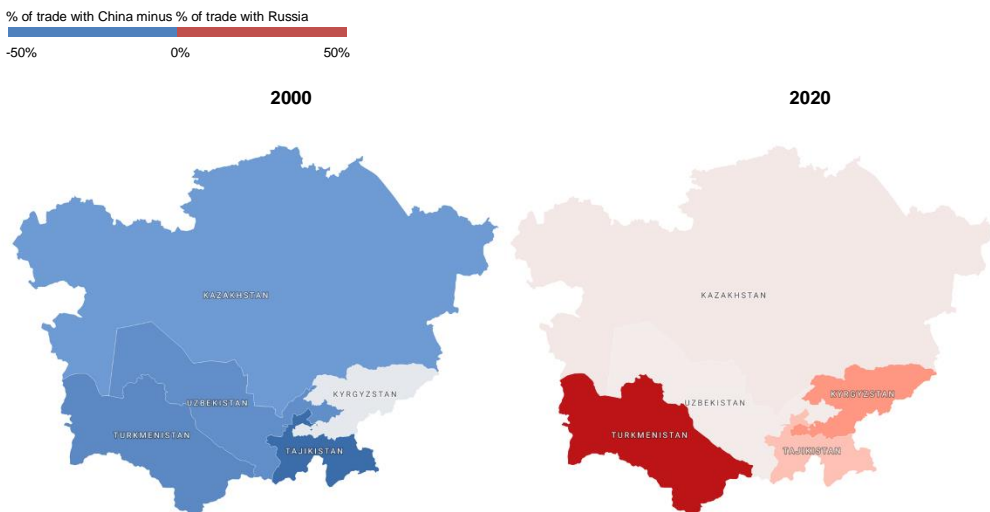 % of trade with China minus % of trade with Russia
-50% 0% 50%
2000 2020
KAZAKHSTAN KAZAKHSTAN
KYRGYZSTAN KYRGYZSTAN
UZBEKISTAN UZBEKISTAN
TURKMENISTAN TURKMENISTAN
TAJIKISTAN TAJIKISTAN